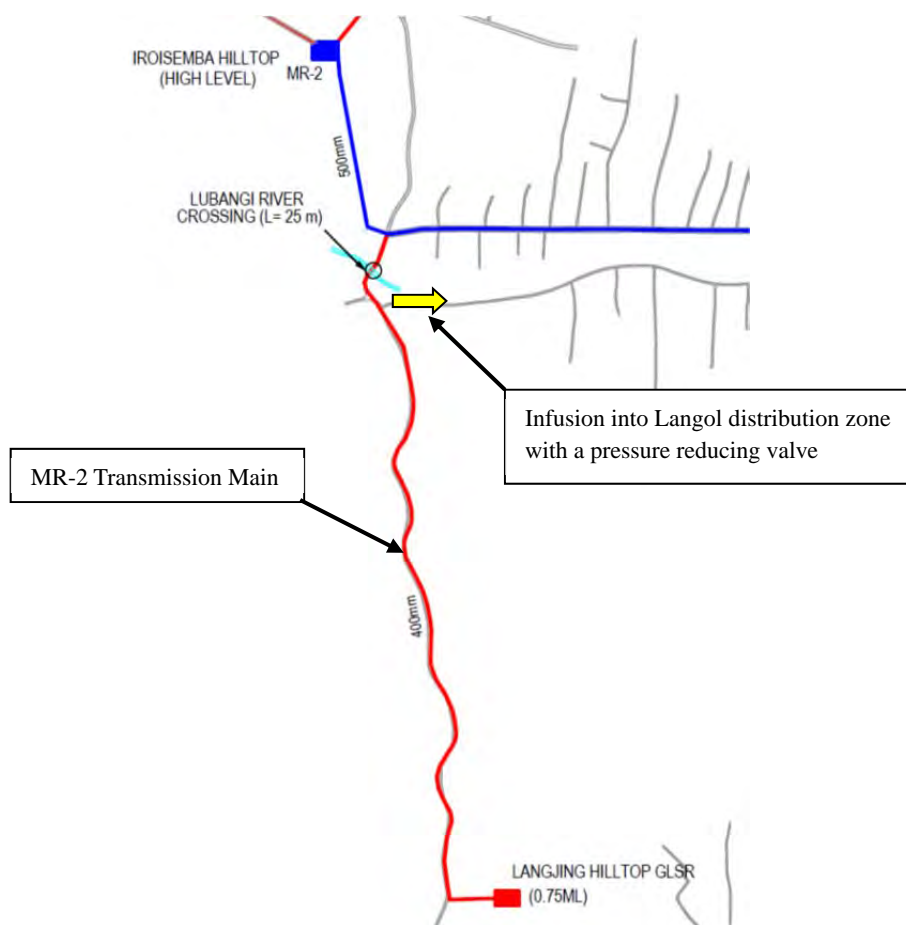 IROISEMBA HILLTOP
(HIGH LEVEL)
MR-2
500mm
LUBANGI RIVER
CROSSING (L= 25 m)
Infusion into Langol distribution zone
with a pressure reducing valve
MR-2 Transmission Main
400mm
LANGJING HILLTOP GLSR
(0.75ML)